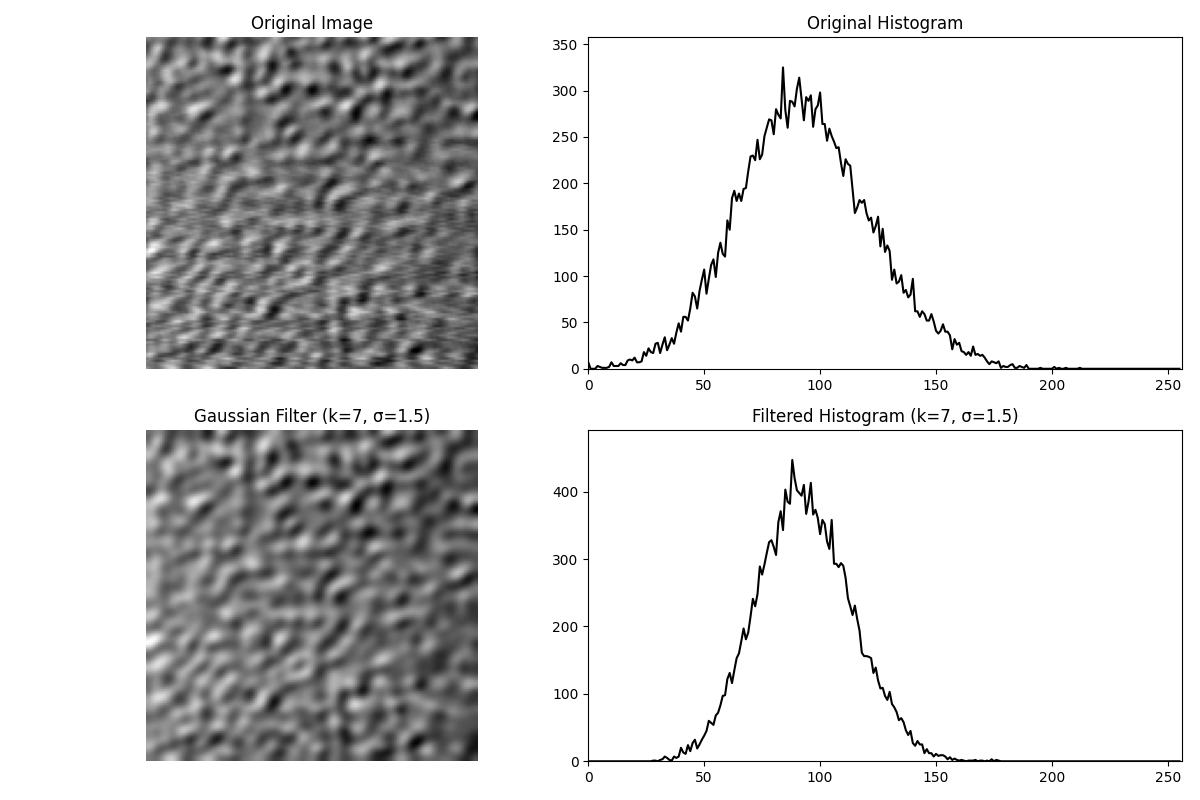 Original Image
Original Histogram
350
300
250
200
150
100
50
0
0 50 100 150 200 250
Gaussian Filter (k=7, σ=1.5)
Filtered Histogram (k=7, σ=1.5)
400
300
200
100
0
0 50 100 150 200 250